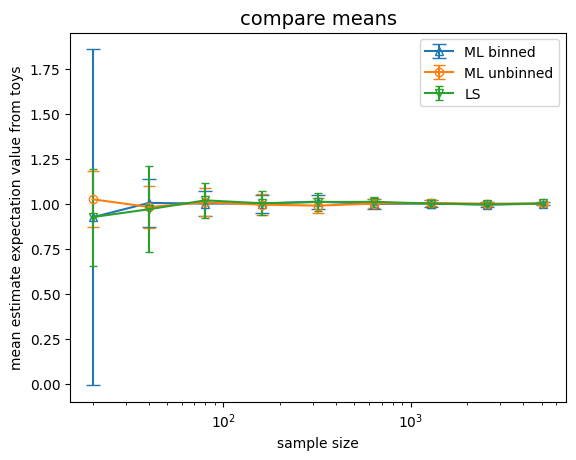 compare means
ML binned
ML unbinned
LS
mean estimate expectation value from toys
1.75
1.50
1.25
1.00
0.75
0.50
0.25
0.00
10²
10³
sample size